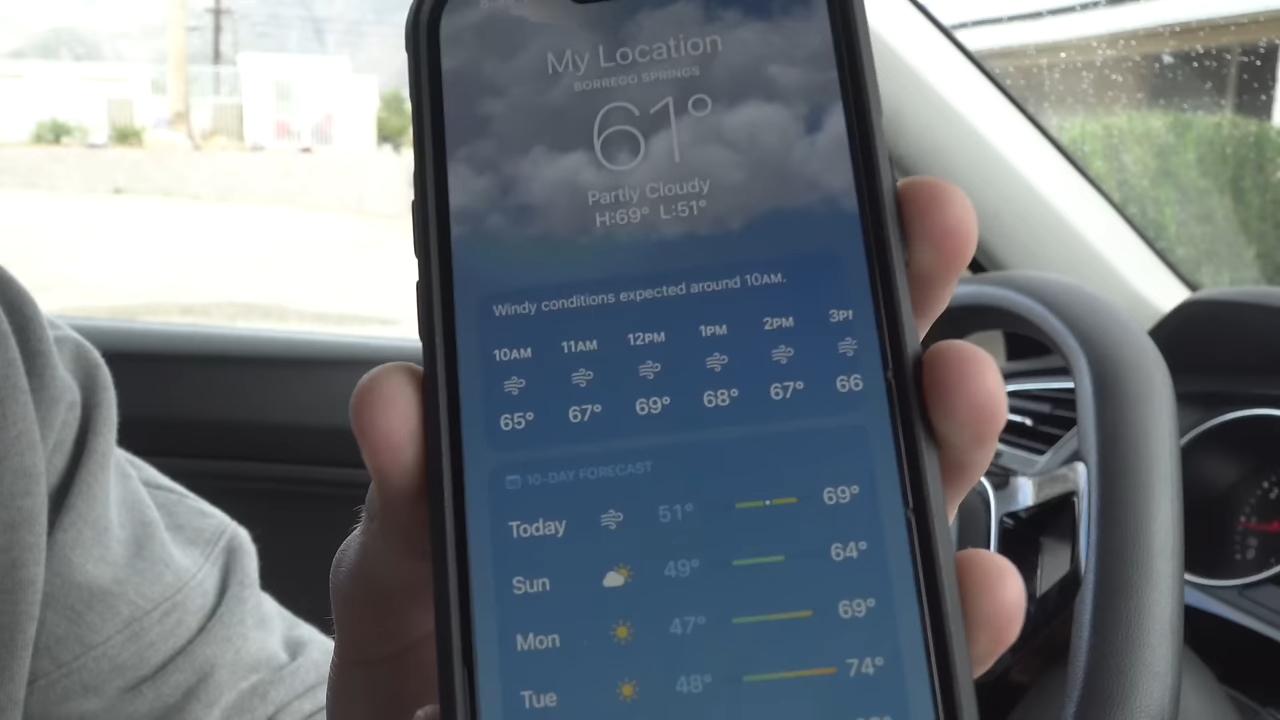 My Location
BORREGO SPRINGS
61°
Partly Cloudy
H:69° L:51°
Windy conditions expected around 10AM.
10AM 11AM 12PM 1PM 2PM
65° 67° 69° 68° 67° 66
10-DAY FORECAST
Today 51° 69°
Sun 49° 64°
Mon 47° 69°
Tue 48° 74°